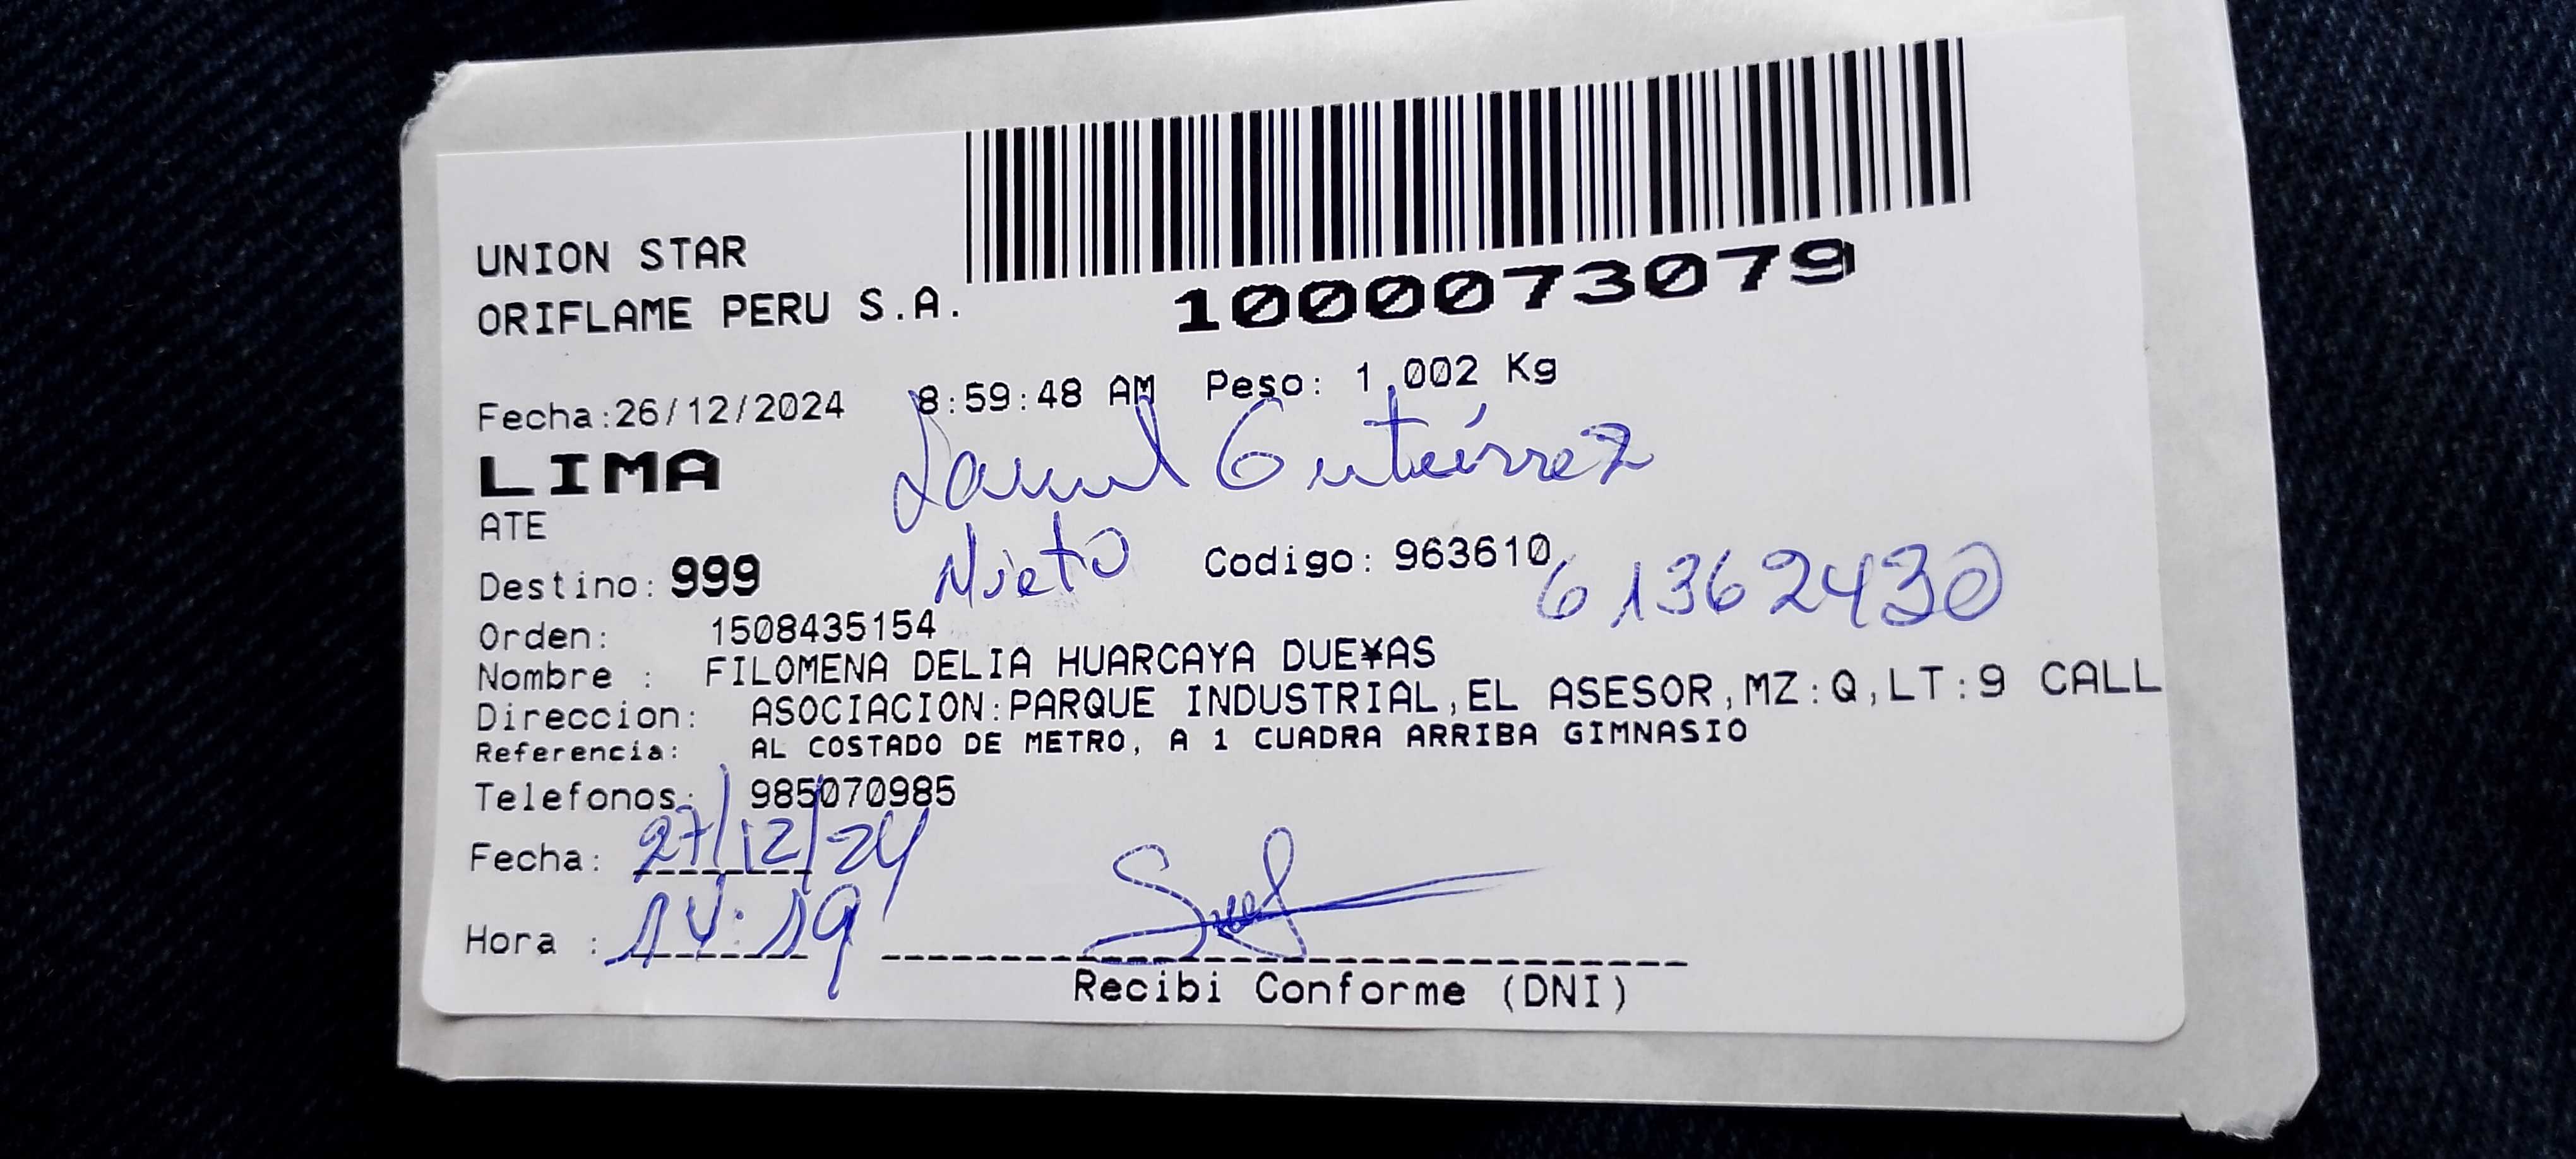 UNION STAR
ORIFLAME PERU S.A.
1000073079
Fecha:26/12/2024 8:59:48 AM Peso: 1,002 Kg
LIMA Gutiérrez
ATE
Nieto
Destino: 999 Codigo: 963610 61362430
Orden: 1508435154
Nombre : FILOMENA DELIA HUARCAYA DUE¥AS
Direccion: ASOCIACION:PARQUE INDUSTRIAL,EL ASESOR,MZ:Q,LT:9 CALL
Referencia: AL COSTADO DE METRO, A 1 CUADRA ARRIBA GIMNASIO
Telefonos: 985070985
Fecha: 27/12/24
Hora : 14:19
Recibi Conforme (DNI)